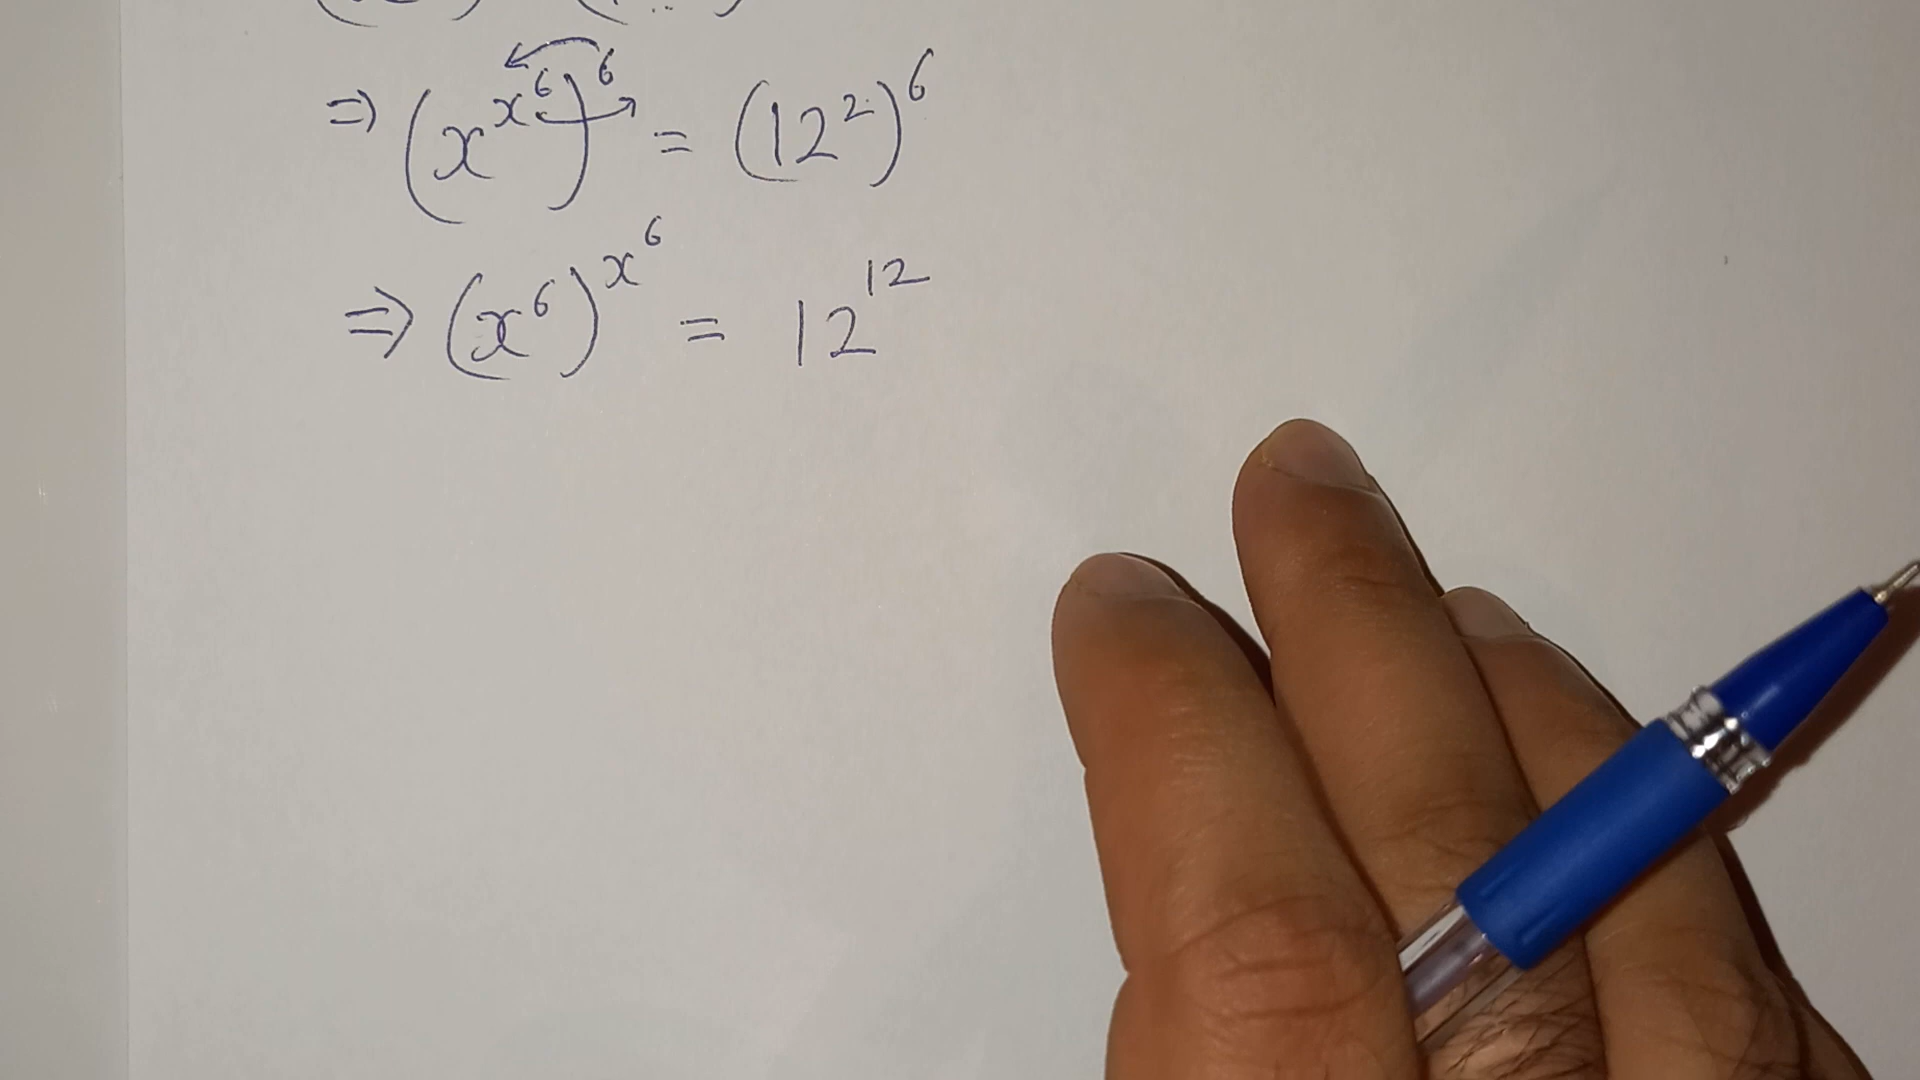 ⇒ (x^{x^6})^6 = (12^2)^6
⇒ (x^6)^{x^6} = 12^{12}